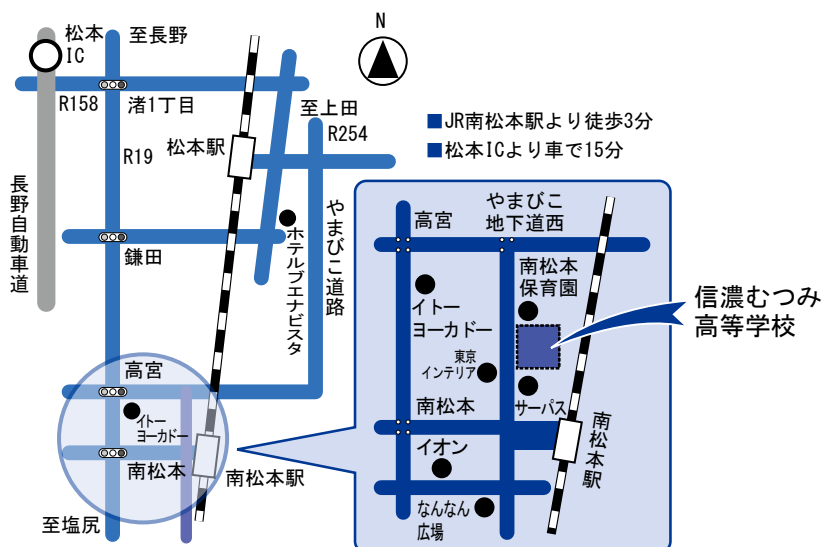 松本
IC
至長野
N
R158
渚1丁目
至上田
R254
■JR南松本駅より徒歩3分
■松本ICより車で15分
R19
松本駅
長野自動車道
鎌田
ホテルブエナビスタ
やまびこ道路
高宮
イトー
ヨーカドー
南松本
南松本駅
至塩尻
高宮
やまびこ
地下道西
南松本
保育園
イトー
ヨーカドー
信濃むつみ
高等学校
東京
インテリア
サーパス
南松本
イオン
南松本駅
なんなん
広場